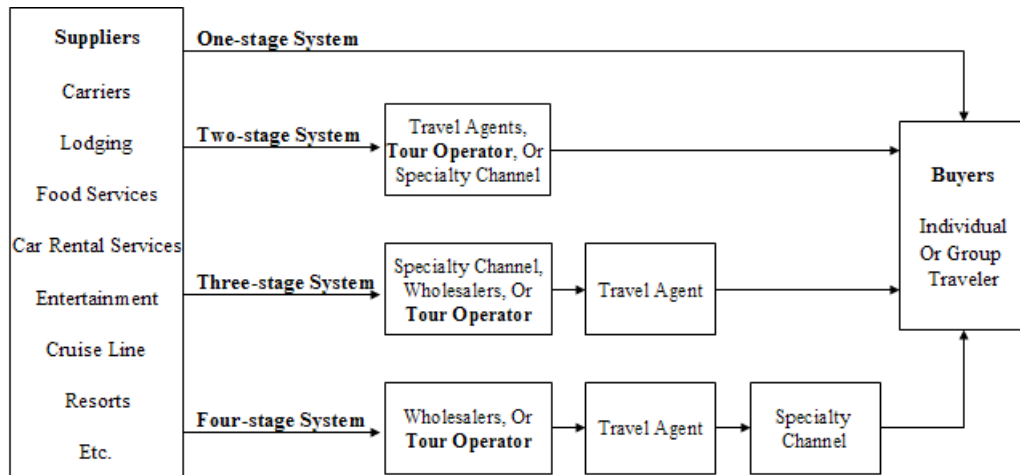 Suppliers
Carriers
Lodging
Food Services
Car Rental Services
Entertainment
Cruise Line
Resorts
Etc.
One-stage System
Two-stage System
Travel Agents,
Tour Operator, Or
Specialty Channel
Three-stage System
Specialty Channel,
Wholesalers, Or
Tour Operator
Travel Agent
Four-stage System
Wholesalers, Or
Tour Operator
Travel Agent
Specialty
Channel
Buyers
Individual
Or Group
Traveler